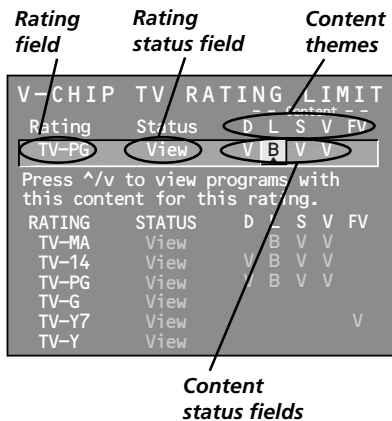 Rating field
Rating status field
Content themes
V-CHIP TV RATING LIMIT
- - Content - -
Rating Status D L S V FV
TV-PG View V B V V
Press ^/v to view programs with
this content for this rating.
RATING STATUS D L S V FV
TV-MA View B V V
TV-14 View V B V V
TV-PG View V B V V
TV-G View
TV-Y7 View V
TV-Y View
Content status fields